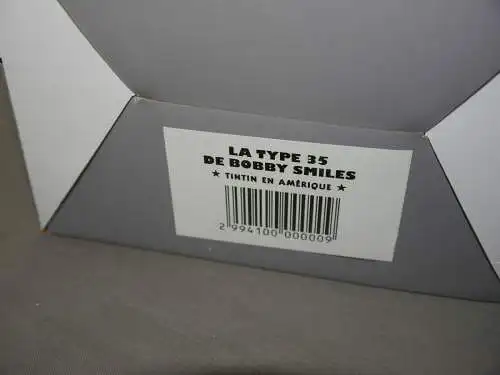 LA TYPE 35
DE BOBBY SMILES
★ TINTIN EN AMÉRIQUE ★
2 994100 000009